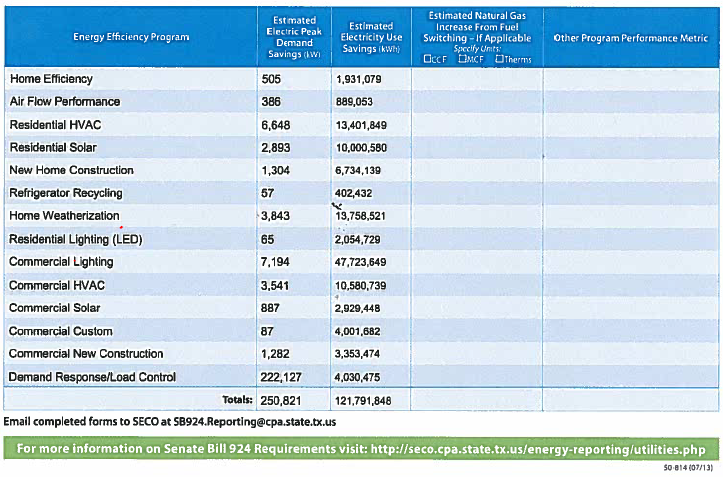 Energy Efficiency Program
Estimated
Electric Peak
Demand
Savings (kW)
Estimated
Electricity Use
Savings (kWh)
Estimated Natural Gas
Increase From Fuel
Switching – If Applicable
Specify Units:
☐CCF ☐MCF ☐Therms
Other Program Performance Metric
Home Efficiency 505 1,931,079
Air Flow Performance 386 889,053
Residential HVAC 6,648 13,401,849
Residential Solar 2,893 10,000,580
New Home Construction 1,304 6,734,139
Refrigerator Recycling 57 402,432
Home Weatherization 3,843 13,758,521
Residential Lighting (LED) 65 2,054,729
Commercial Lighting 7,194 47,723,649
Commercial HVAC 3,541 10,580,739
Commercial Solar 887 2,929,448
Commercial Custom 87 4,001,682
Commercial New Construction 1,282 3,353,474
Demand Response/Load Control 222,127 4,030,475
Totals: 250,821 121,791,848
Email completed forms to SECO at SB924.Reporting@cpa.state.tx.us
For more information on Senate Bill 924 Requirements visit: http://seco.cpa.state.tx.us/energy-reporting/utilities.php
50-814 (07/13)